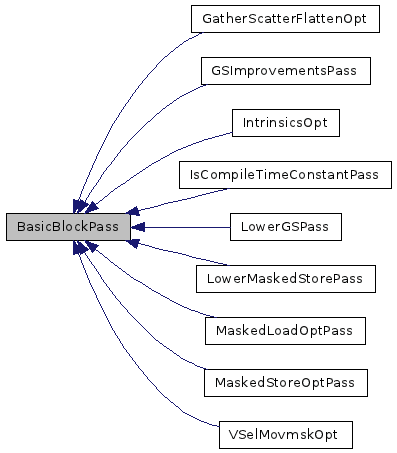 GatherScatterFlattenOpt
GSImprovementsPass
IntrinsicsOpt
IsCompileTimeConstantPass
BasicBlockPass
LowerGSPass
LowerMaskedStorePass
MaskedLoadOptPass
MaskedStoreOptPass
VSelMovmskOpt